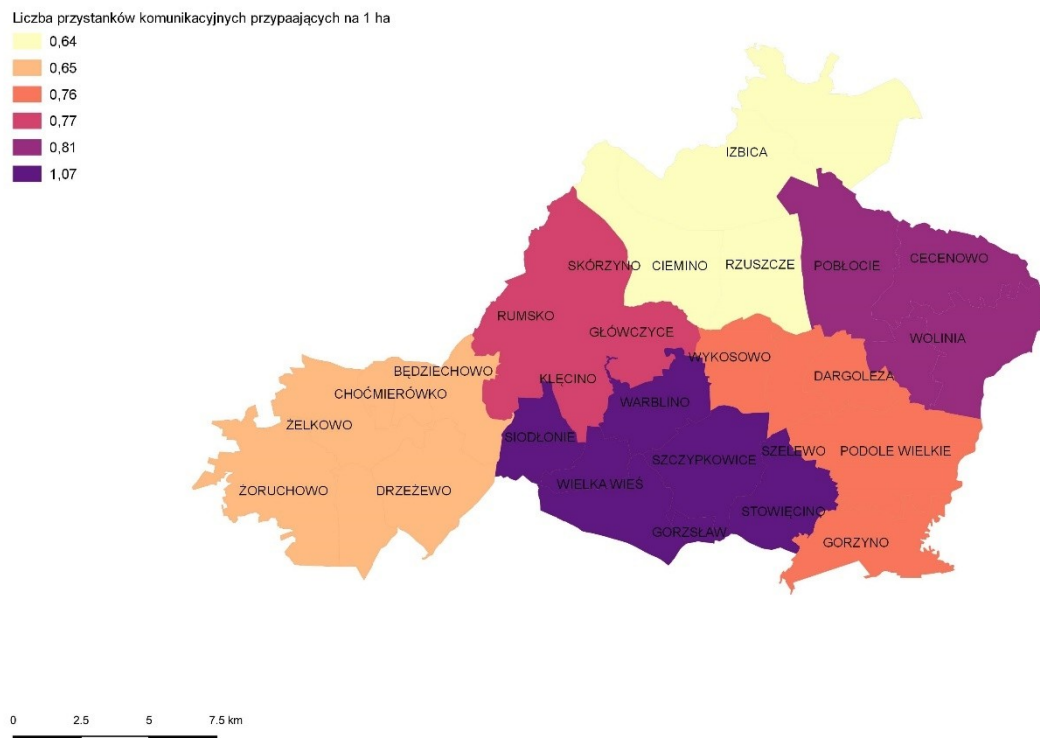 Liczba przystanków komunikacyjnych przypaających na 1 ha
0,64
0,65
0,76
0,77
0,81
1,07
IZBICA
SKÓRZYNO
CIEMINO
RZUSZCZE
POBŁOCIE
CECENOWO
RUMSKO
GŁÓWCZYCE
WOLINIA
WYKOSOWO
BĘDZIECHOWO
DARGOLEZA
KLĘCINO
CHOĆMIERÓWKO
WARBLINO
ŻELKOWO
SIODŁONIE
SZELEWO
PODOLE WIELKIE
SZCZYPKOWICE
WIELKA WIEŚ
ŻORUCHOWO
DRZEŻEWO
STOWIĘCINO
GORZSŁAW
GORZYNO
0 2.5 5 7.5 km